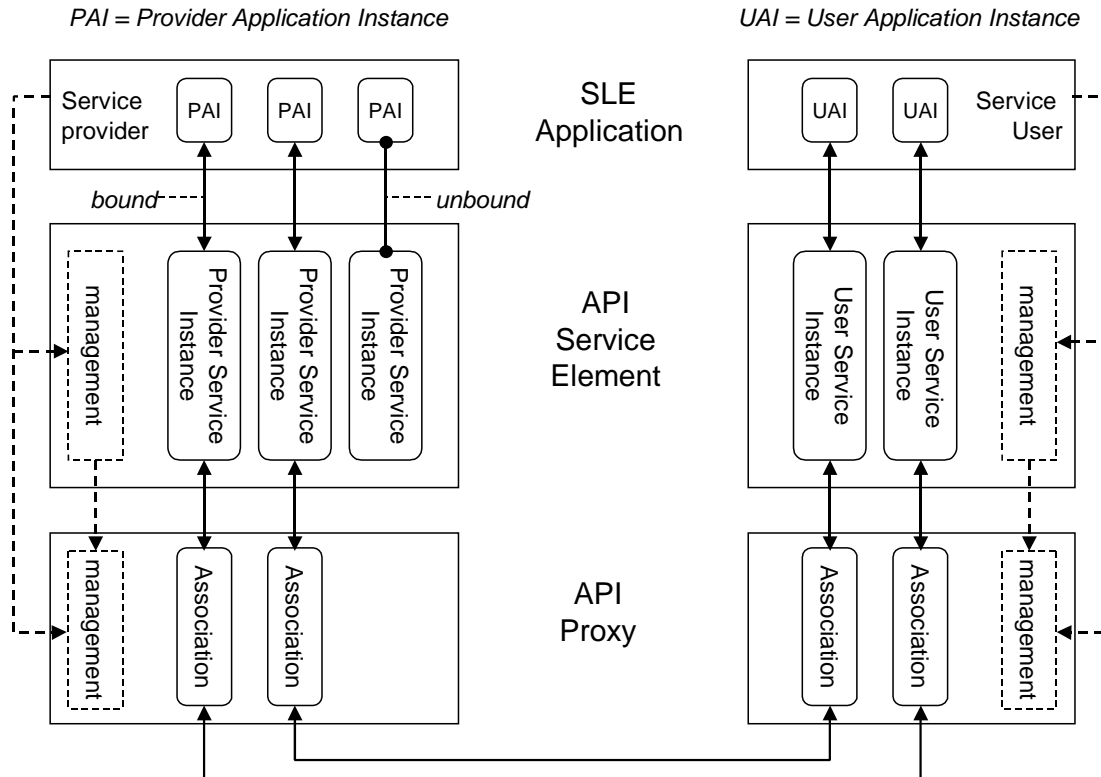 PAI = Provider Application Instance
UAI = User Application Instance
Service
provider
PAI
PAI
PAI
SLE
Application
UAI
UAI
Service
User
bound
unbound
management
Provider Service
Instance
Provider Service
Instance
Provider Service
Instance
API
Service
Element
User Service
Instance
User Service
Instance
management
management
Association
Association
API
Proxy
Association
Association
management